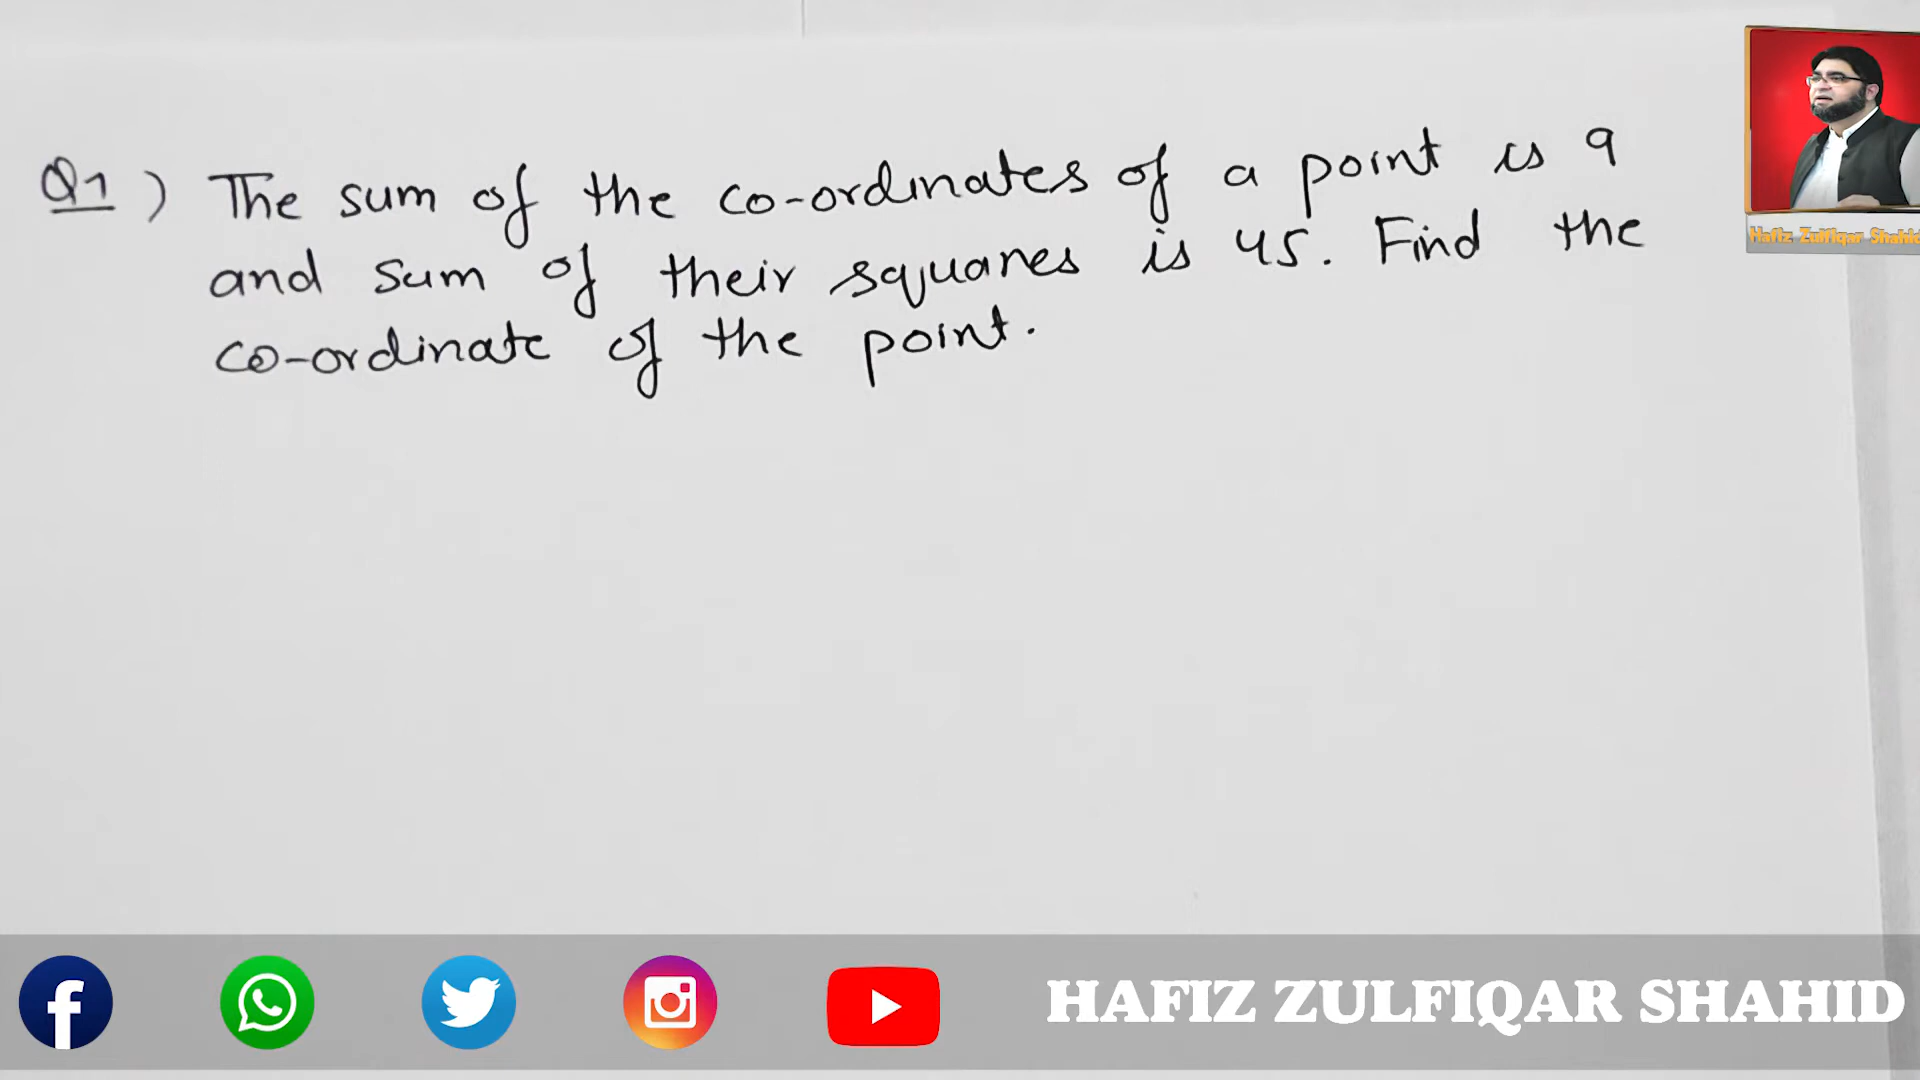 Q1) The sum of the co-ordinates of a point is 9
and sum of their squares is 45. Find the
co-ordinate of the point.
Hafiz Zulfiqar Shahid
HAFIZ ZULFIQAR SHAHID